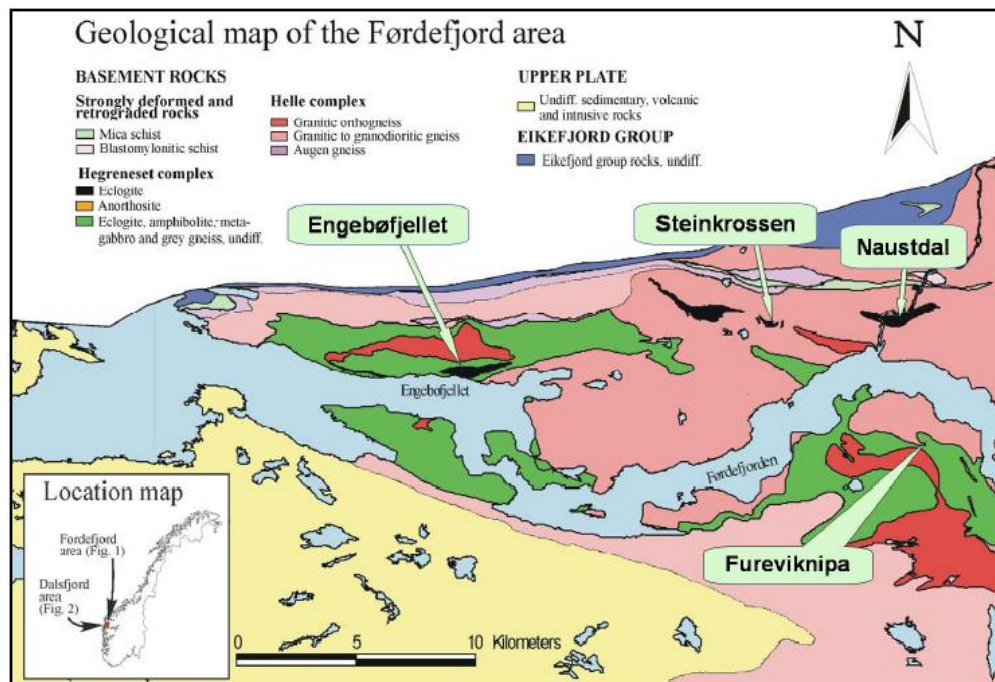 Geological map of the Førdefjord area
N
BASEMENT ROCKS
Strongly deformed and
retrograded rocks
Mica schist
Blastomylonitic schist
Hegreneset complex
Eclogite
Anorthosite
Eclogite, amphibolite, meta-
gabbro and grey gneiss, undiff.
Helle complex
Granitic orthogneiss
Granitic to granodioritic gneiss
Augen gneiss
UPPER PLATE
Undiff. sedimentary, volcanic
and intrusive rocks
EIKEFJORD GROUP
Eikefjord group rocks, undiff.
Engebøfjellet
Steinkrossen
Naustdal
Engebøfjellet
Førdefjorden
Fureviknipa
Location map
Førdefjord
area (Fig. 1)
Dalsfjord
area
(Fig. 2)
0 5 10 Kilometers